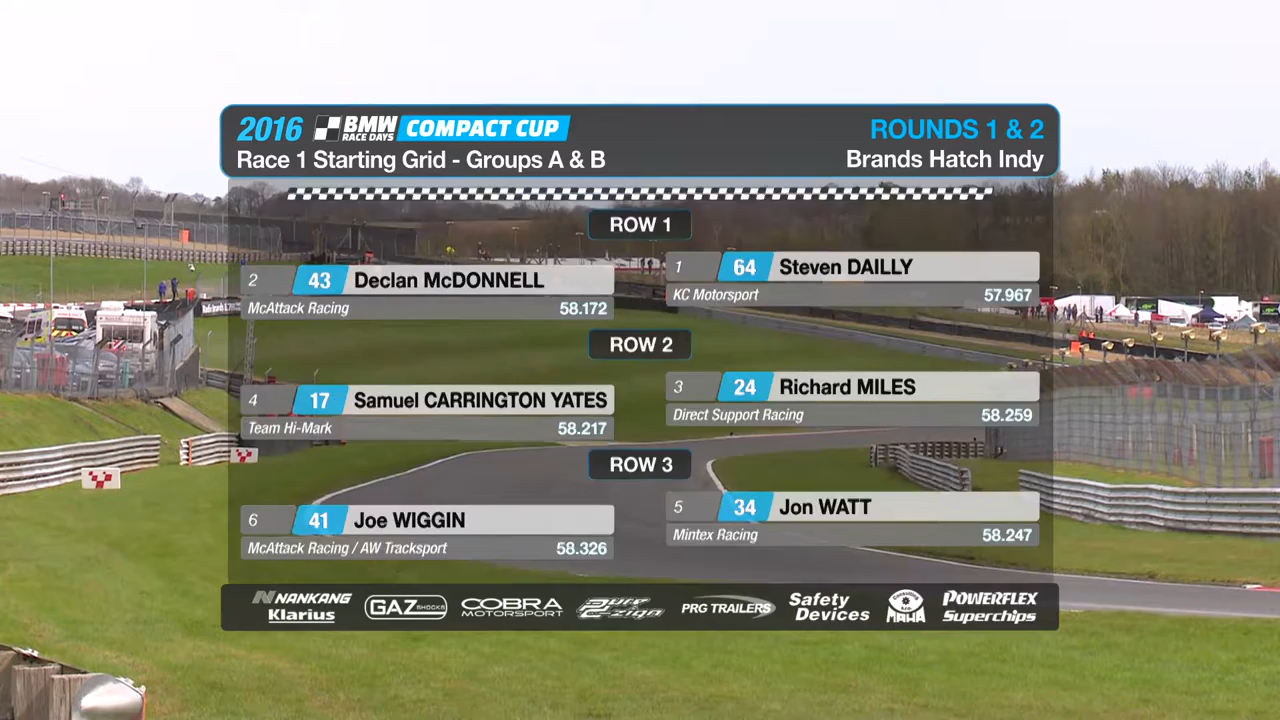 2016 BMW RACE DAYS COMPACT CUP
ROUNDS 1 & 2
Race 1 Starting Grid - Groups A & B
Brands Hatch Indy
ROW 1
2 43 Declan McDONNELL
McAttack Racing 58.172
1 64 Steven DAILLY
KC Motorsport 57.967
ROW 2
4 17 Samuel CARRINGTON YATES
Team Hi-Mark 58.217
3 24 Richard MILES
Direct Support Racing 58.259
ROW 3
6 41 Joe WIGGIN
McAttack Racing / AW Tracksport 58.326
5 34 Jon WATT
Mintex Racing 58.247
NANKANG
Klarius
GAZ SHOCKS
COBRA
MOTORSPORT
PRG TRAILERS
Safety
Devices
MAHA
POWERFLEX
Superchips